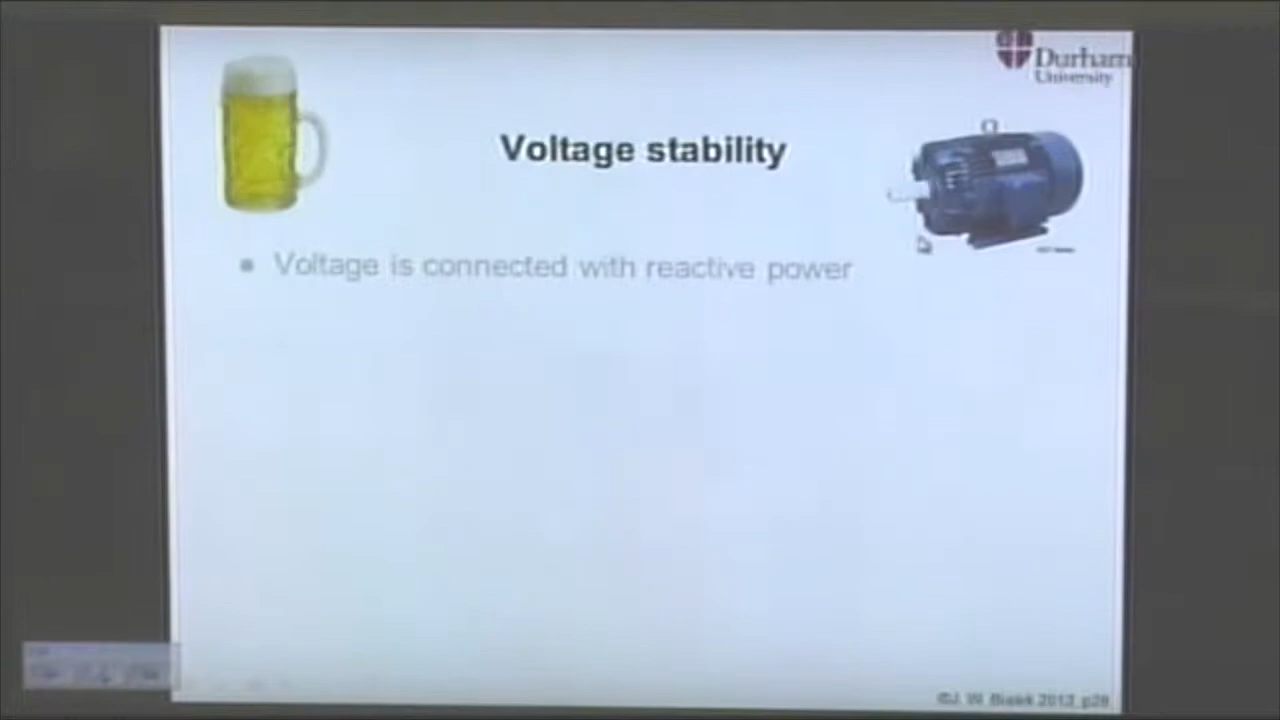 Durham
University
Voltage stability
Voltage is connected with reactive power
©J. W. Bialek 2013 p28